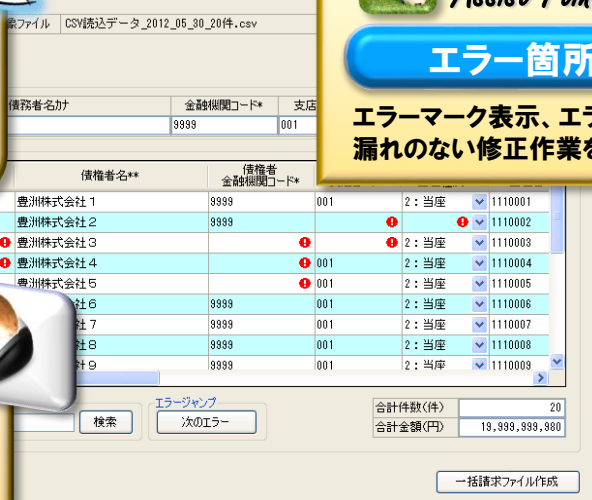 ファイル CSV読込データ_2012_05_30_20件.csv
エラー箇所
エラーマーク表示、エ
漏れのない修正作業を
債務者名カナ 金融機関コード* 支店
9999 001
債権者名** 債権者
金融機関コード*
豊洲株式会社1 9999 001 2:当座 1110001
豊洲株式会社2 9999 1110002
豊洲株式会社3 2:当座 1110003
豊洲株式会社4 001 2:当座 1110004
豊洲株式会社5 001 2:当座 1110005
社6 9999 001 2:当座 1110006
社7 9999 001 2:当座 1110007
社8 9999 001 2:当座 1110008
社9 9999 001 2:当座 1110009
エラージャンプ
検索 次のエラー
合計件数(件) 20
合計金額(円) 19,999,999,980
一括請求ファイル作成